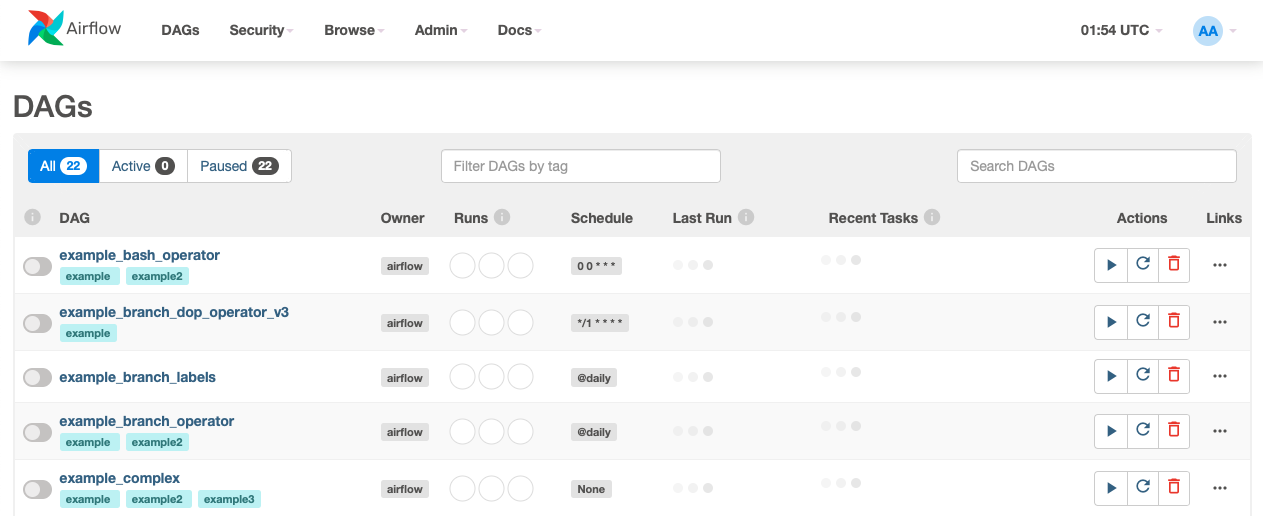 Airflow DAGs Security Browse Admin Docs 01:54 UTC AA
DAGs
All 22 Active 0 Paused 22 Filter DAGs by tag Search DAGs
i DAG Owner Runs i Schedule Last Run i Recent Tasks i Actions Links
example_bash_operator
example example2 airflow 0 0 * * *
example_branch_dop_operator_v3
example airflow */1 * * * *
example_branch_labels airflow @daily
example_branch_operator
example example2 airflow @daily
example_complex
example example2 example3 airflow None